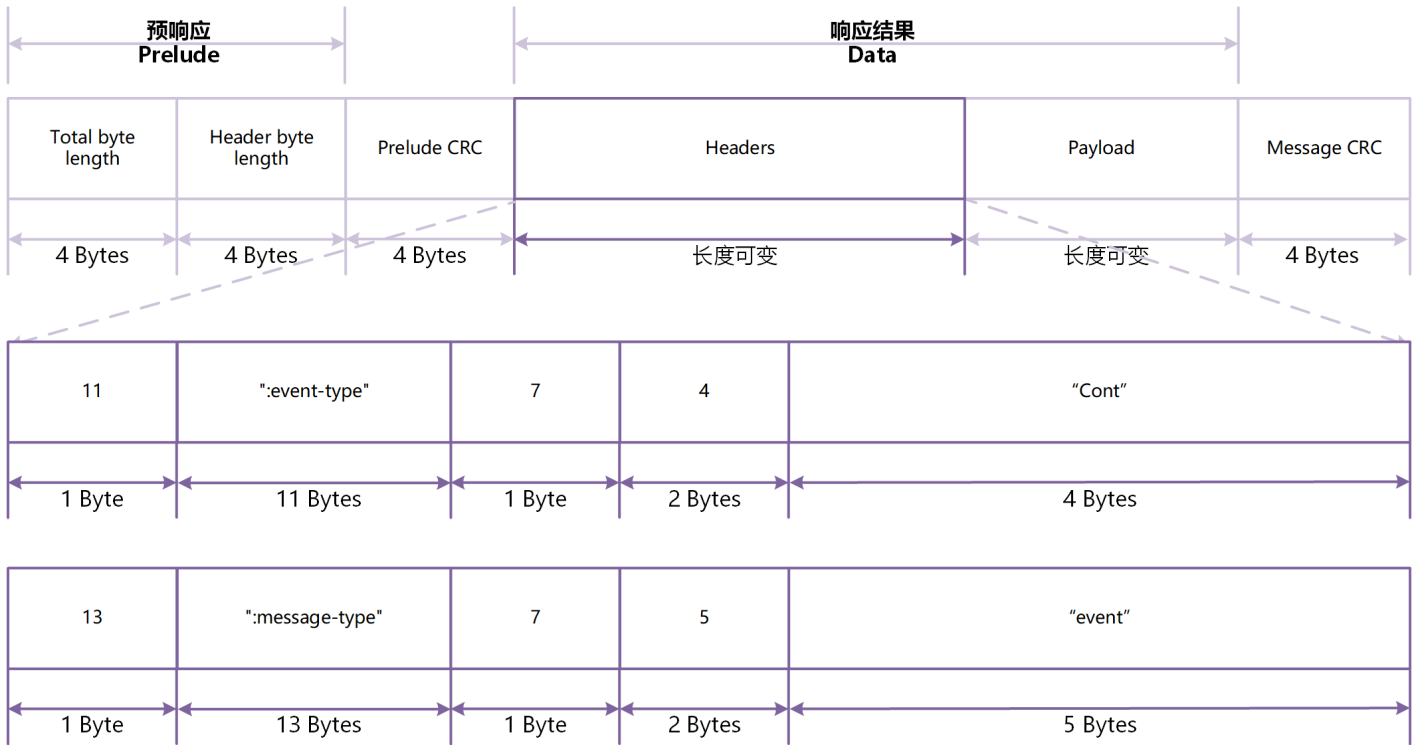 预响应
Prelude
响应结果
Data
Total byte
length
Header byte
length
Prelude CRC
Headers
Payload
Message CRC
4 Bytes
4 Bytes
4 Bytes
长度可变
长度可变
4 Bytes
11
":event-type"
7
4
“Cont”
1 Byte
11 Bytes
1 Byte
2 Bytes
4 Bytes
13
":message-type"
7
5
“event”
1 Byte
13 Bytes
1 Byte
2 Bytes
5 Bytes